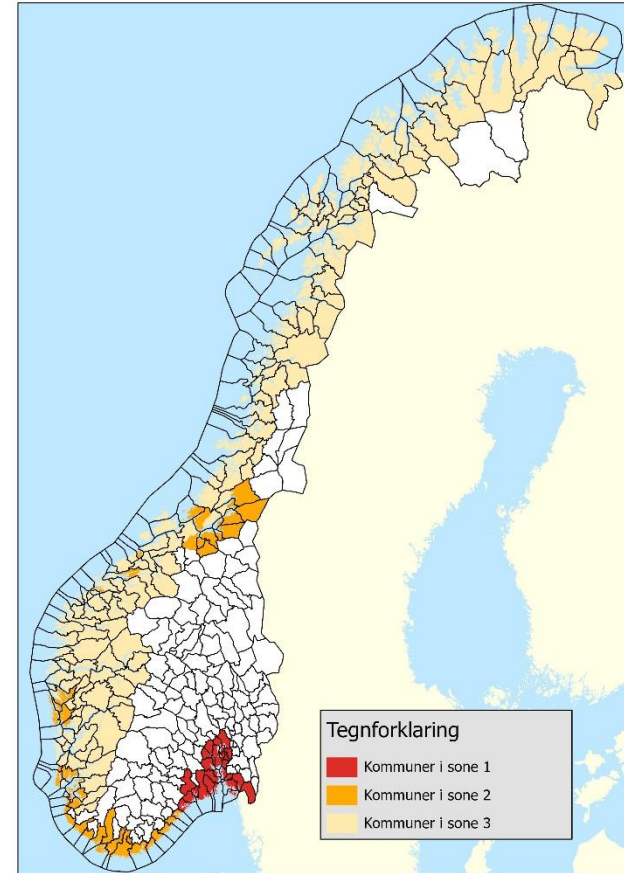 Tegnforklaring
Kommuner i sone 1
Kommuner i sone 2
Kommuner i sone 3